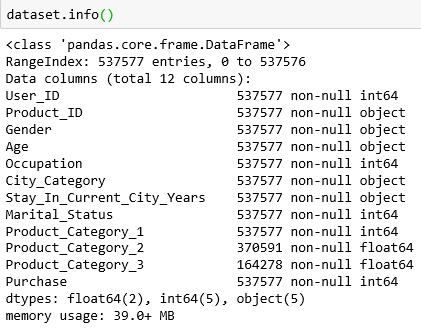 dataset.info()
<class 'pandas.core.frame.DataFrame'>
RangeIndex: 537577 entries, 0 to 537576
Data columns (total 12 columns):
User_ID                       537577 non-null int64
Product_ID                    537577 non-null object
Gender                        537577 non-null object
Age                           537577 non-null object
Occupation                    537577 non-null int64
City_Category                 537577 non-null object
Stay_In_Current_City_Years    537577 non-null object
Marital_Status                537577 non-null int64
Product_Category_1            537577 non-null int64
Product_Category_2            370591 non-null float64
Product_Category_3            164278 non-null float64
Purchase                      537577 non-null int64
dtypes: float64(2), int64(5), object(5)
memory usage: 39.0+ MB